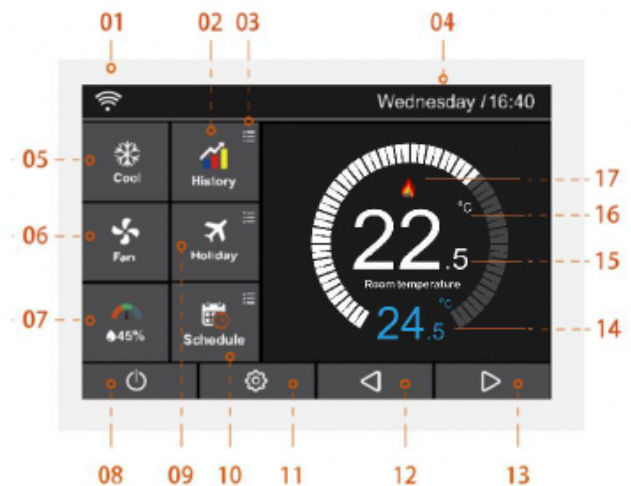 01 02 03 04
Wednesday / 16:40
05 Cool History 17
°C 16
22.5 15
06 Fan Holiday
Room temperature
07 45% Schedule 24.5 °C 14
08 09 10 11 12 13